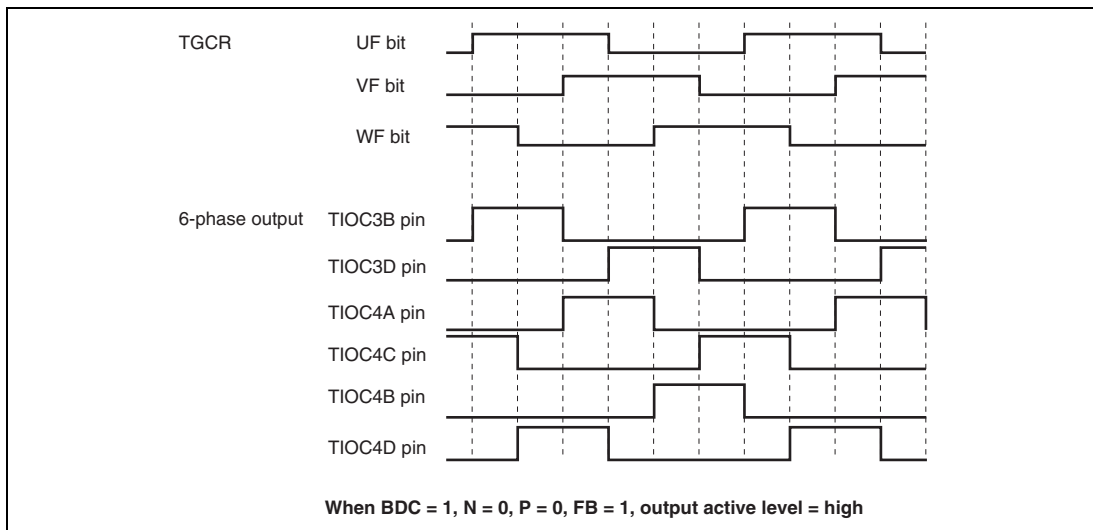 TGCR UF bit
VF bit
WF bit
6-phase output TIOC3B pin
TIOC3D pin
TIOC4A pin
TIOC4C pin
TIOC4B pin
TIOC4D pin
When BDC = 1, N = 0, P = 0, FB = 1, output active level = high